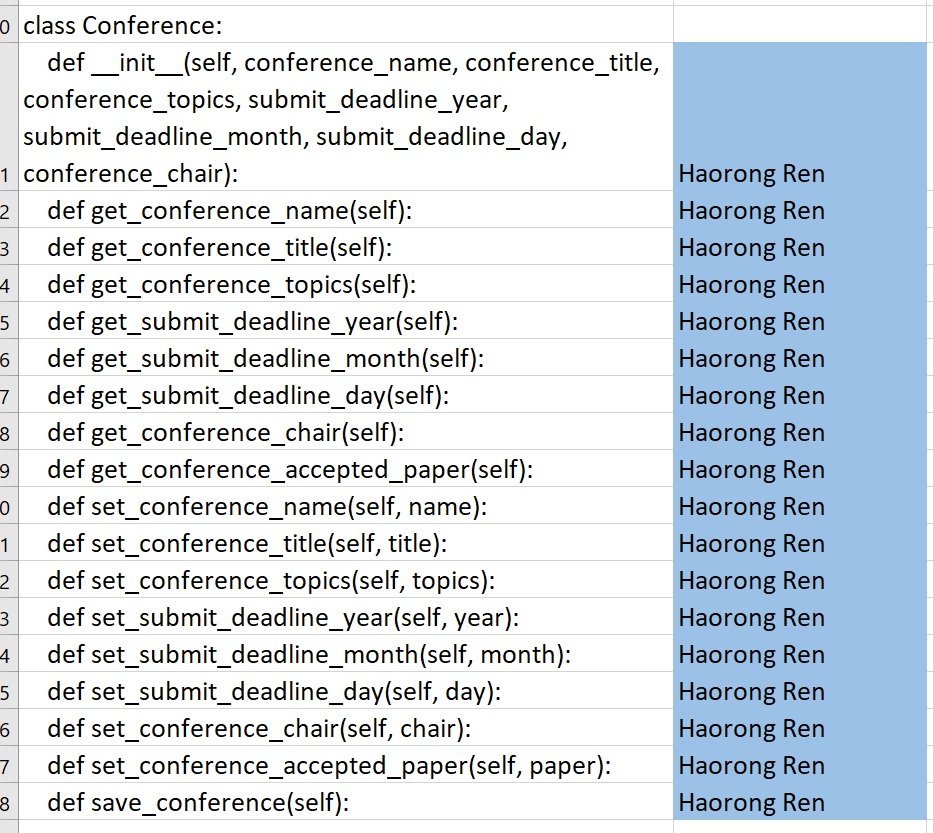 0 class Conference:
def __init__(self, conference_name, conference_title,
conference_topics, submit_deadline_year,
submit_deadline_month, submit_deadline_day,
1 conference_chair): Haorong Ren
2 def get_conference_name(self): Haorong Ren
3 def get_conference_title(self): Haorong Ren
4 def get_conference_topics(self): Haorong Ren
5 def get_submit_deadline_year(self): Haorong Ren
6 def get_submit_deadline_month(self): Haorong Ren
7 def get_submit_deadline_day(self): Haorong Ren
8 def get_conference_chair(self): Haorong Ren
9 def get_conference_accepted_paper(self): Haorong Ren
0 def set_conference_name(self, name): Haorong Ren
1 def set_conference_title(self, title): Haorong Ren
2 def set_conference_topics(self, topics): Haorong Ren
3 def set_submit_deadline_year(self, year): Haorong Ren
4 def set_submit_deadline_month(self, month): Haorong Ren
5 def set_submit_deadline_day(self, day): Haorong Ren
6 def set_conference_chair(self, chair): Haorong Ren
7 def set_conference_accepted_paper(self, paper): Haorong Ren
8 def save_conference(self): Haorong Ren